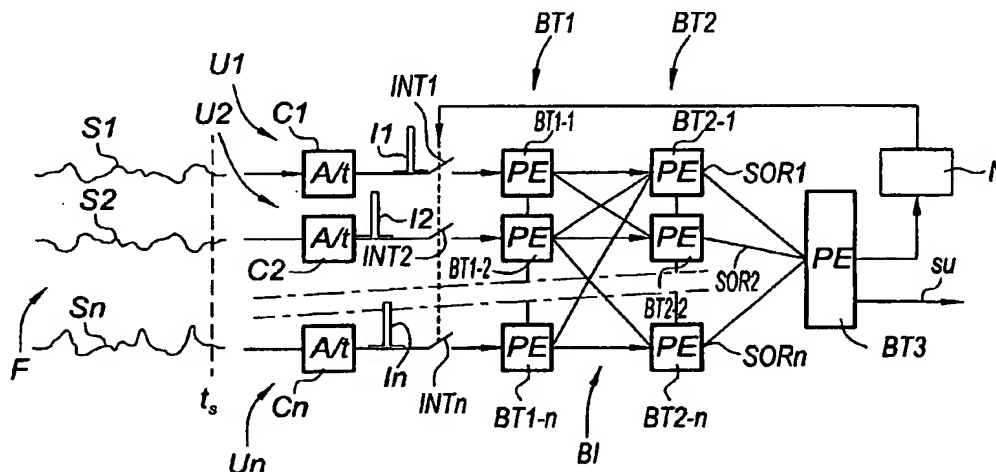 BT1
BT2
U1
U2
C1
I1
INT1
BT1-1
BT2-1
S1
A/t
PE
PE
SOR1
N
S2
A/t
I2
PE
PE
PE
C2
INT2
BT1-2
BT2-2
SOR2
su
Sn
A/t
PE
PE
SORn
BT3
F
ts
Cn
In
INTn
BT1-n
BT2-n
Un
BI